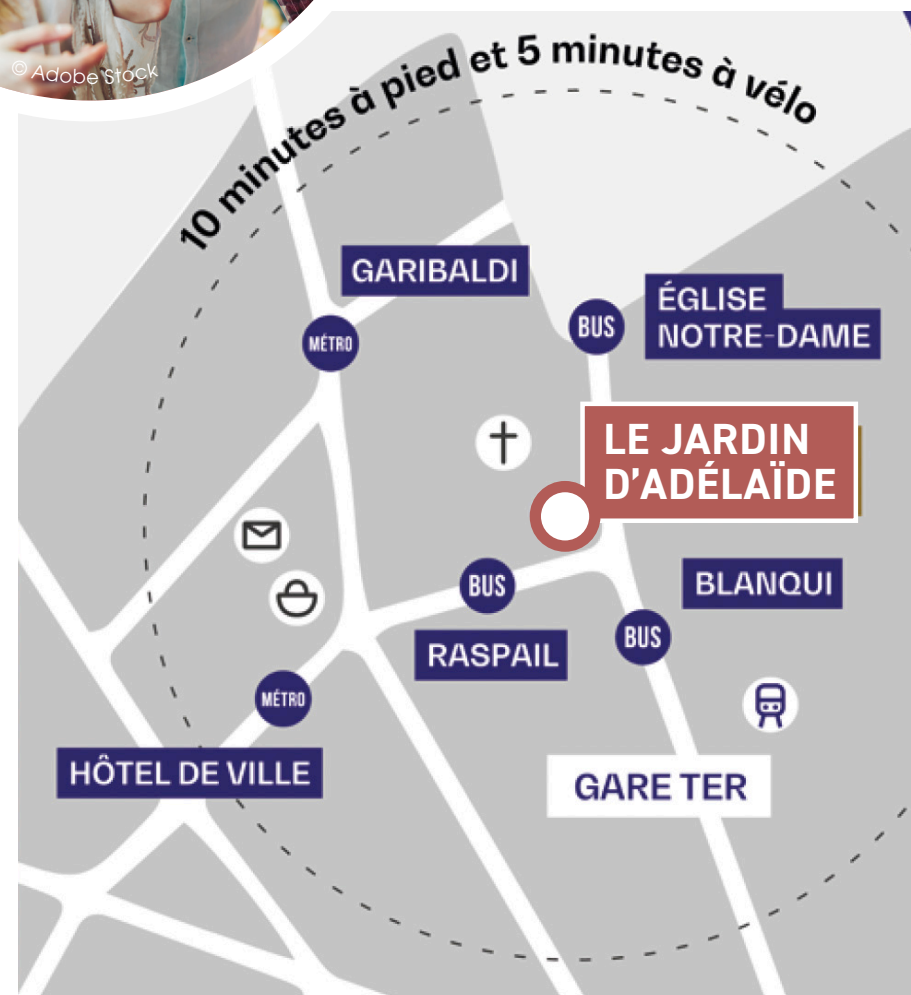 © Adobe Stock
10 minutes à pied et 5 minutes à vélo
GARIBALDI
MÉTRO
BUS
ÉGLISE
NOTRE-DAME
LE JARDIN
D'ADÉLAÏDE
BUS
RASPAIL
BLANQUI
BUS
MÉTRO
HÔTEL DE VILLE
GARE TER